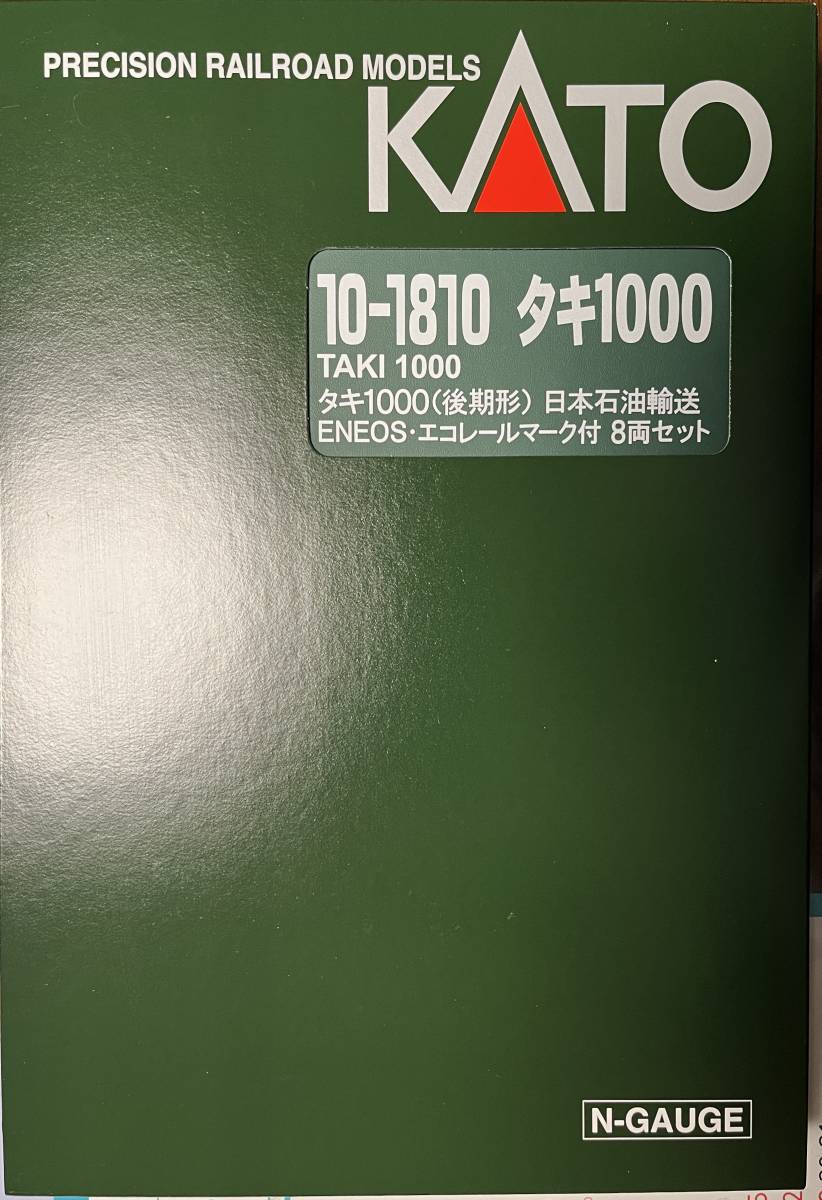 PRECISION RAILROAD MODELS
KATO
10-1810 タキ1000
TAKI 1000
タキ1000(後期形) 日本石油輸送
ENEOS・エコレールマーク付 8両セット
N-GAUGE